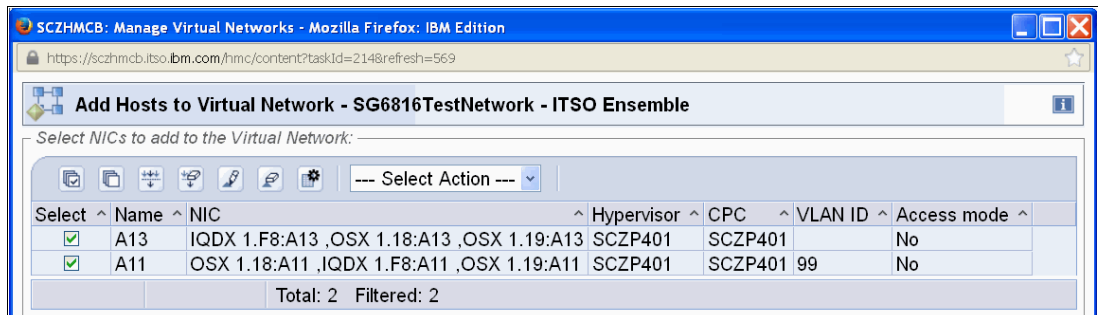 SCZHMCB: Manage Virtual Networks - Mozilla Firefox: IBM Edition
https://sczhmcb.itso.ibm.com/hmc/content?taskId=214&refresh=569
Add Hosts to Virtual Network - SG6816TestNetwork - ITSO Ensemble
Select NICs to add to the Virtual Network:
--- Select Action ---
Select ^ Name ^ NIC ^ Hypervisor ^ CPC ^ VLAN ID ^ Access mode ^
A13 IQDX 1.F8:A13 ,OSX 1.18:A13 ,OSX 1.19:A13 SCZP401 SCZP401 No
A11 OSX 1.18:A11 ,IQDX 1.F8:A11 ,OSX 1.19:A11 SCZP401 SCZP401 99 No
Total: 2 Filtered: 2